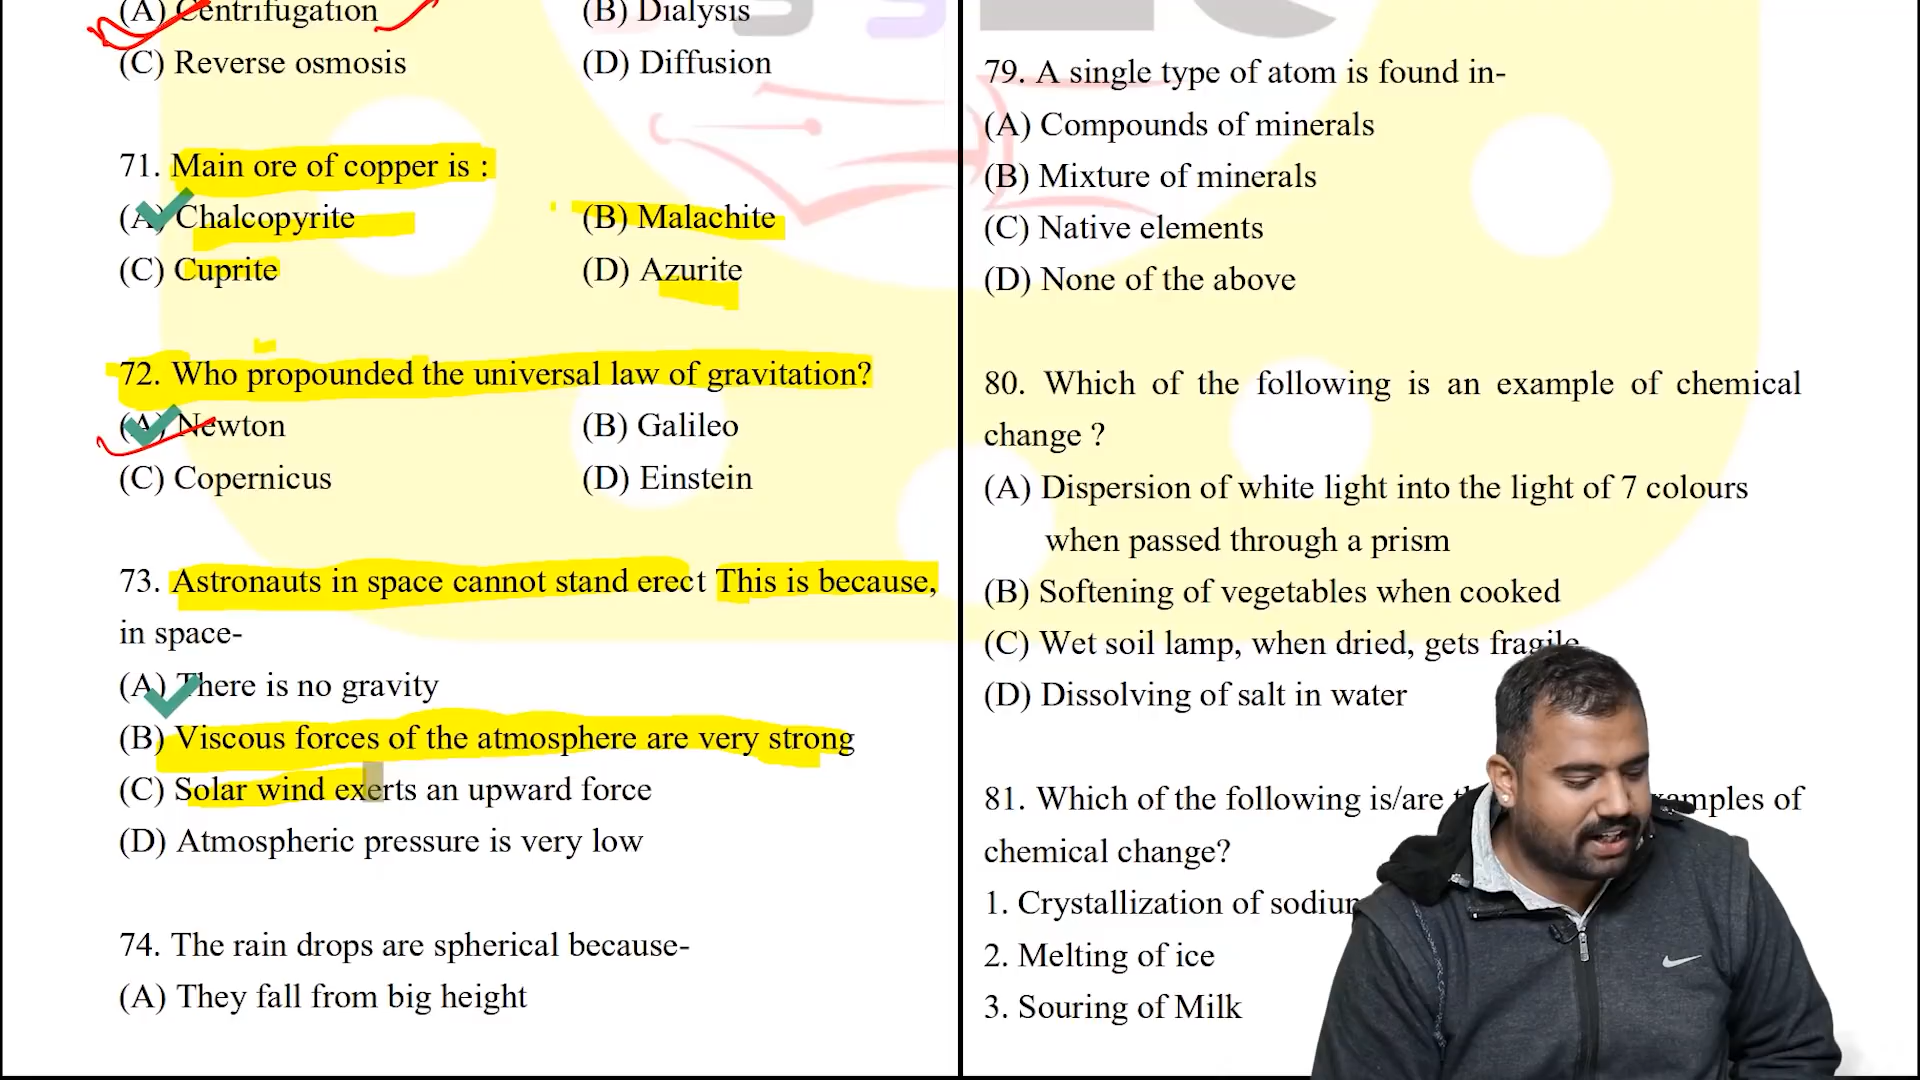 (A) Centrifugation (B) Dialysis
(C) Reverse osmosis (D) Diffusion
71. Main ore of copper is :
(A) Chalcopyrite (B) Malachite
(C) Cuprite (D) Azurite
72. Who propounded the universal law of gravitation?
(A) Newton (B) Galileo
(C) Copernicus (D) Einstein
73. Astronauts in space cannot stand erect This is because,
in space-
(A) There is no gravity
(B) Viscous forces of the atmosphere are very strong
(C) Solar wind exerts an upward force
(D) Atmospheric pressure is very low
74. The rain drops are spherical because-
(A) They fall from big height
79. A single type of atom is found in-
(A) Compounds of minerals
(B) Mixture of minerals
(C) Native elements
(D) None of the above
80. Which of the following is an example of chemical
change ?
(A) Dispersion of white light into the light of 7 colours
when passed through a prism
(B) Softening of vegetables when cooked
(C) Wet soil lamp, when dried, gets fragile
(D) Dissolving of salt in water
81. Which of the following is/are of
chemical change?
1. Crystallization of
2. Melting of ice
3. Souring of Milk